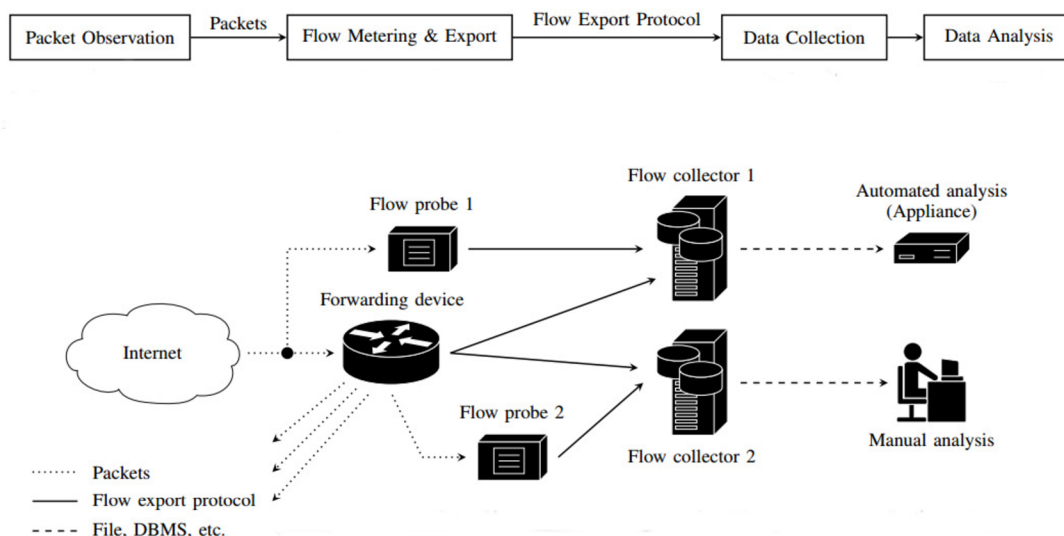 Packet Observation
Packets
Flow Metering & Export
Flow Export Protocol
Data Collection
Data Analysis
Flow collector 1
Automated analysis
(Appliance)
Flow probe 1
Forwarding device
Internet
Flow probe 2
Flow collector 2
Manual analysis
Packets
Flow export protocol
File, DBMS, etc.